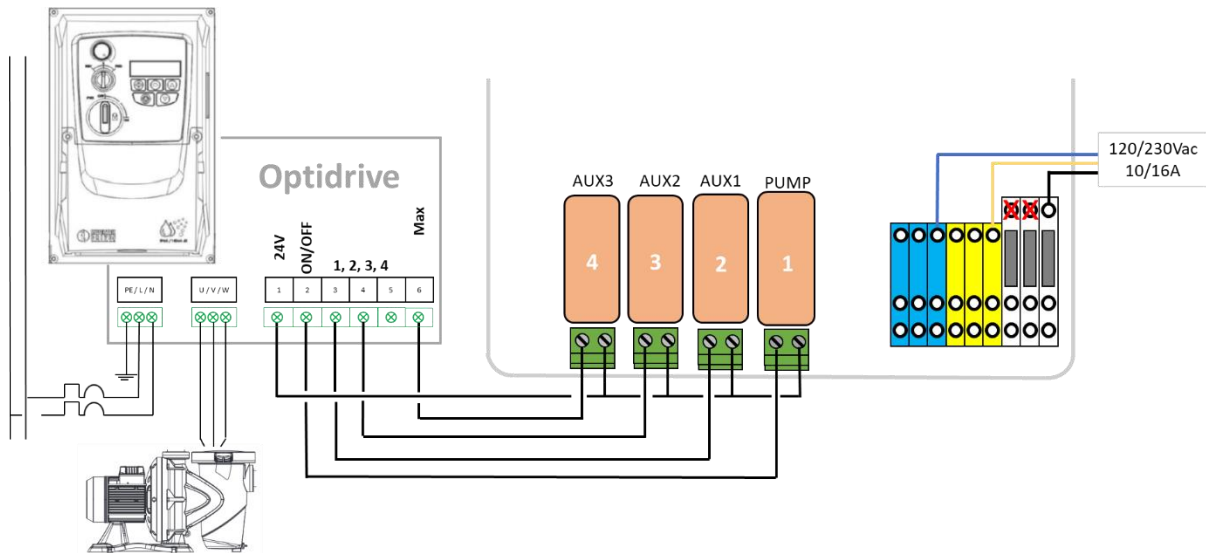 Optidrive
24V
ON/OFF
1, 2, 3, 4
Max
PE / L / N
U / V / W
1
2
3
4
5
6
AUX3
AUX2
AUX1
PUMP
4
3
2
1
120/230Vac
10/16A